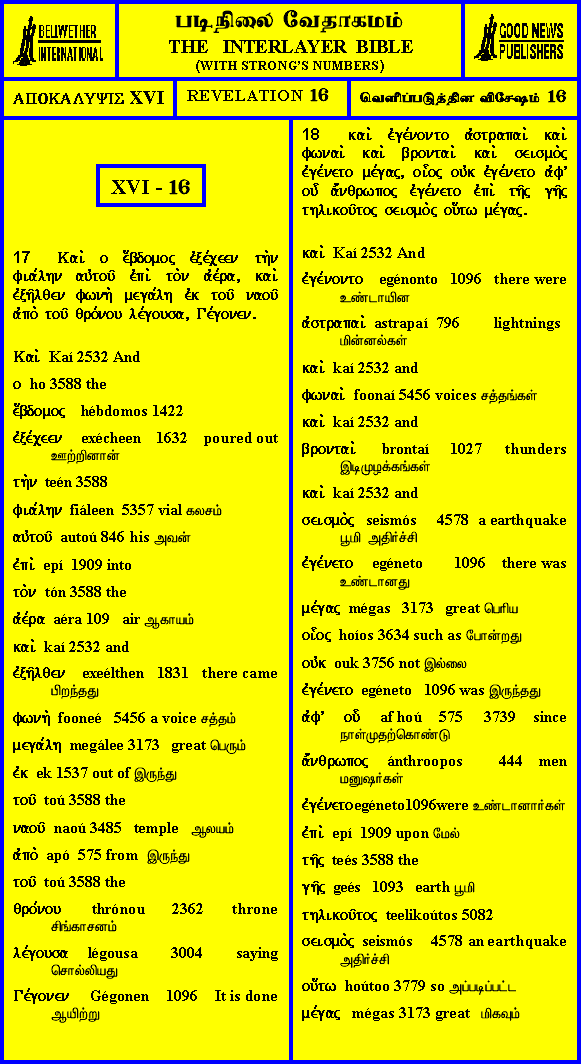 BELLWETHER
INTERNATIONAL
படிநிலை வேதாகமம்
THE INTERLAYER BIBLE
(WITH STRONG'S NUMBERS)
GOOD NEWS
PUBLISHERS
ΑΠΟΚΑΛΥΨΙΣ XVI
REVELATION 16
வெளிப்படுத்தின விசேஷம் 16
XVI - 16
17 Καὶ ο ἕβδομος ἐξέχεεν τὴν
φιάλην αὐτοῦ ἐπὶ τὸν ἀέρα, καὶ
ἐξῆλθεν φωνὴ μεγάλη ἐκ τοῦ ναοῦ
ἀπὸ τοῦ θρόνου λέγουσα, Γέγονεν.
Καὶ Kaí 2532 And
ο ho 3588 the
ἕβδομος hébdomos 1422
ἐξέχεεν exécheen 1632 poured out
ஊற்றினான்
τὴν teén 3588
φιάλην fiáleen 5357 vial கலசம்
αὐτοῦ autoú 846 his அவன்
ἐπὶ epí 1909 into
τὸν tón 3588 the
ἀέρα aéra 109 air ஆகாயம்
καὶ kaí 2532 and
ἐξῆλθεν exeélthen 1831 there came
பிறந்தது
φωνὴ fooneé 5456 a voice சத்தம்
μεγάλη megálee 3173 great பெரும்
ἐκ ek 1537 out of இருந்து
τοῦ toú 3588 the
ναοῦ naoú 3485 temple ஆலயம்
ἀπὸ apó 575 from இருந்து
τοῦ toú 3588 the
θρόνου thrónou 2362 throne
சிங்காசனம்
λέγουσα légousa 3004 saying
சொல்லியது
Γέγονεν Gégonen 1096 It is done
ஆயிற்று
18 καὶ ἐγένοντο ἀστραπαὶ καὶ
φωναὶ καὶ βρονταὶ καὶ σεισμὸς
ἐγένετο μέγας, οἷος οὐκ ἐγένετο ἀφ’
οὗ ἄνθρωπος ἐγένετο ἐπὶ τῆς γῆς
τηλικοῦτος σεισμὸς οὕτω μέγας.
καὶ Kaí 2532 And
ἐγένοντο egénonto 1096 there were
உண்டாயின
ἀστραπαὶ astrapaí 796 lightnings
மின்னல்கள்
καὶ kaí 2532 and
φωναὶ foonaí 5456 voices சத்தங்கள்
καὶ kaí 2532 and
βρονταὶ brontaí 1027 thunders
இடிமுழக்கங்கள்
καὶ kaí 2532 and
σεισμὸς seismós 4578 a earthquake
பூமி அதிர்ச்சி
ἐγένετο egéneto 1096 there was
உண்டானது
μέγας mégas 3173 great பெரிய
οἷος hoíos 3634 such as போன்றது
οὐκ ouk 3756 not இல்லை
ἐγένετο egéneto 1096 was இருந்தது
ἀφ’ οὗ af hoú 575 3739 since
நாள்முதற்கொண்டு
ἄνθρωπος ánthroopos 444 men
மனுஷர்கள்
ἐγένετο egéneto1096were உண்டானார்கள்
ἐπὶ epí 1909 upon மேல்
τῆς teés 3588 the
γῆς geés 1093 earth பூமி
τηλικοῦτος teelikoútos 5082
σεισμὸς seismós 4578 an earthquake
அதிர்ச்சி
οὕτω hoútoo 3779 so அப்படிப்பட்ட
μέγας mégas 3173 great மிகவும்